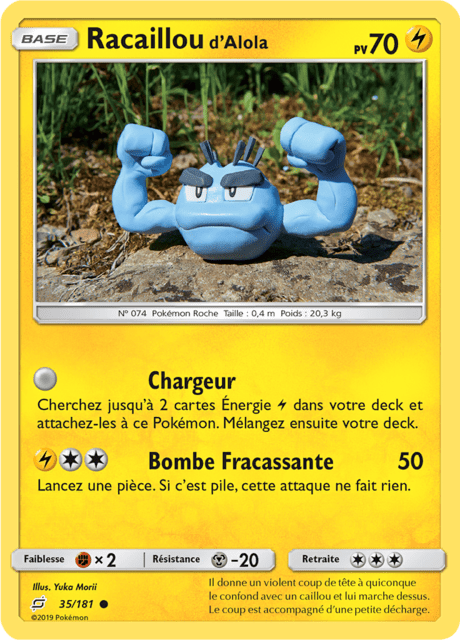 BASE Racaillou d'Alola PV 70
N° 074 Pokémon Roche Taille : 0,4 m Poids : 20,3 kg
Chargeur
Cherchez jusqu'à 2 cartes Énergie dans votre deck et
attachez-les à ce Pokémon. Mélangez ensuite votre deck.
Bombe Fracassante 50
Lancez une pièce. Si c'est pile, cette attaque ne fait rien.
Faiblesse × 2 Résistance -20 Retraite
Illus. Yuka Morii
35/181
©2019 Pokémon
Il donne un violent coup de tête à quiconque
le confond avec un caillou et lui marche dessus.
Le coup est accompagné d'une petite décharge.